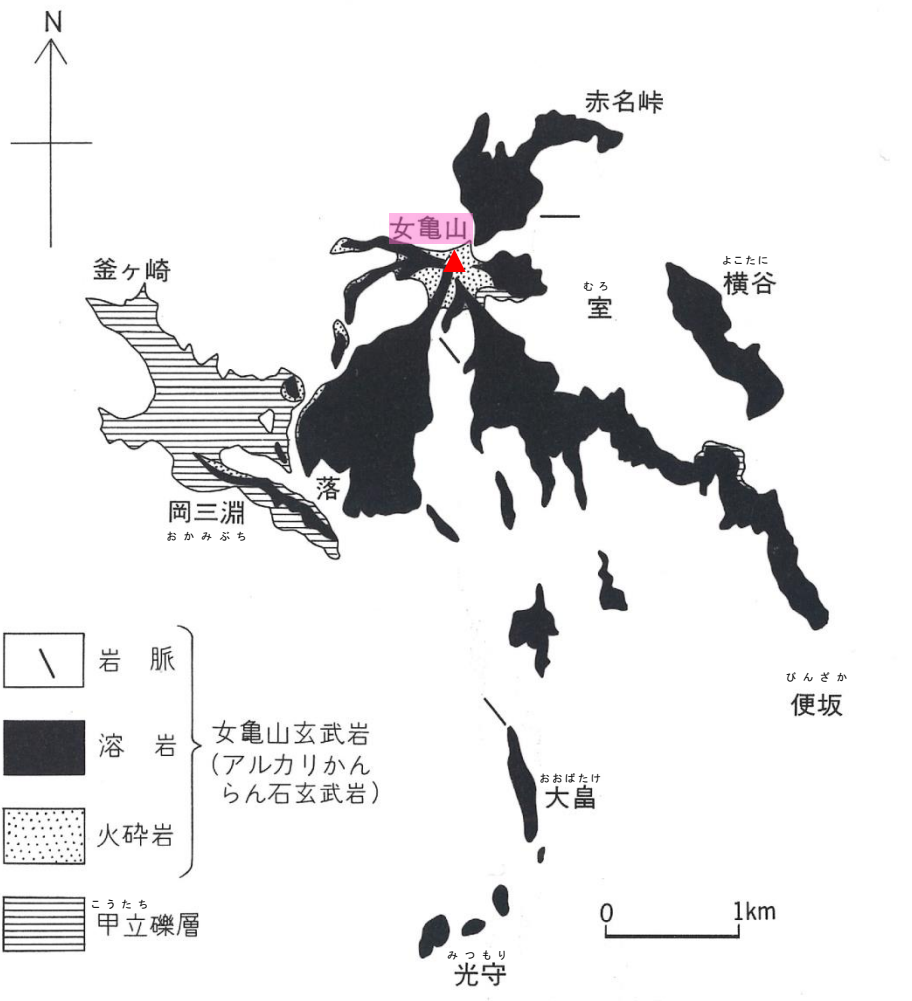 N
赤名峠
女亀山
釜ヶ崎
よこたに
横谷
むろ
室
落
岡三淵
おかみぶち
びんざか
便坂
岩 脈
溶 岩
女亀山玄武岩
(アルカリかん
らん石玄武岩)
火砕岩
おおばたけ
大畠
こうたち
甲立礫層
0 1km
みつもり
光守